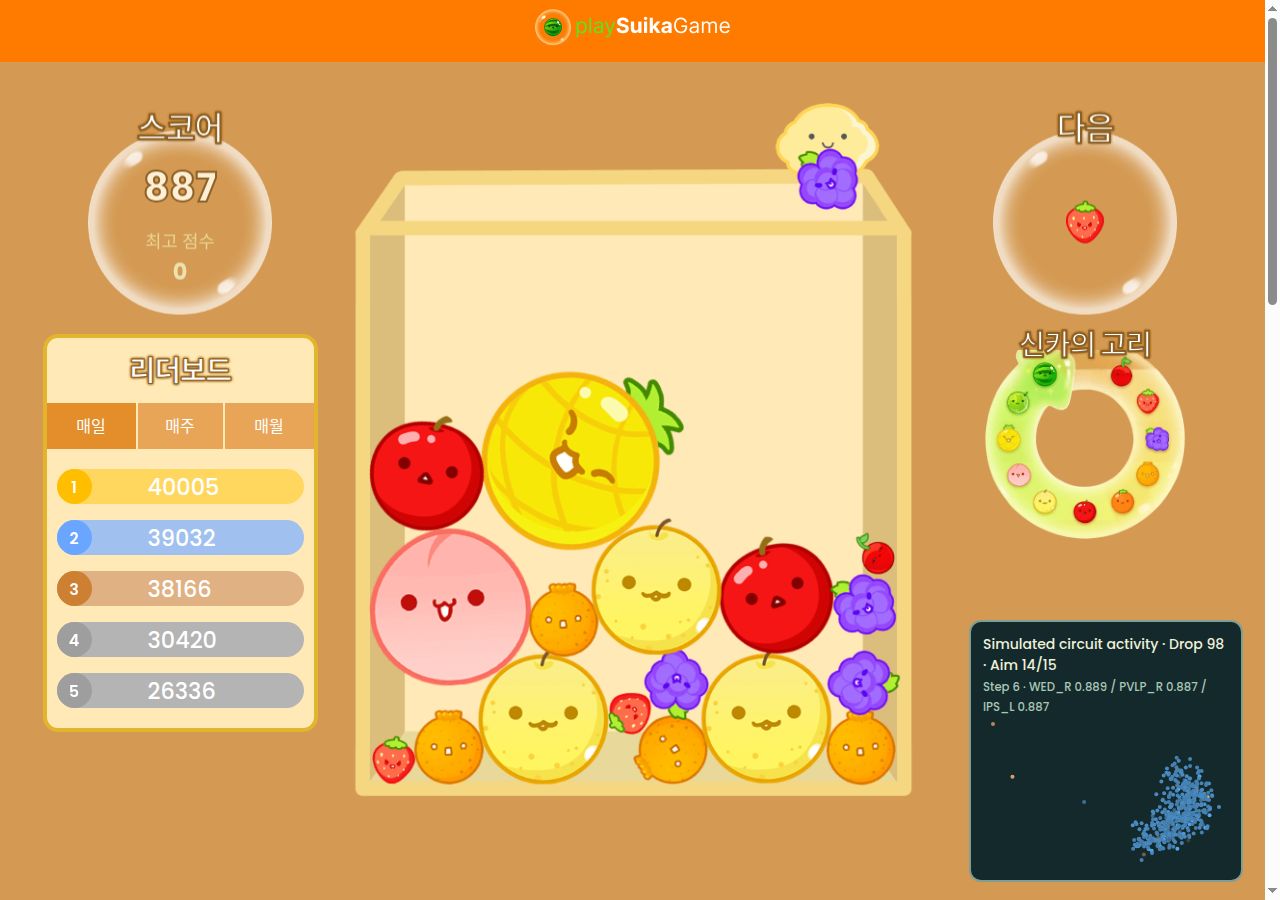 playSuikaGame
스코어
887
최고 점수
0
다음
리더보드
매일 매주 매월
1 40005
2 39032
3 38166
4 30420
5 26336
신카의 고리
Simulated circuit activity · Drop 98
· Aim 14/15
Step 6 · WED_R 0.889 / PVLP_R 0.887 /
IPS_L 0.887